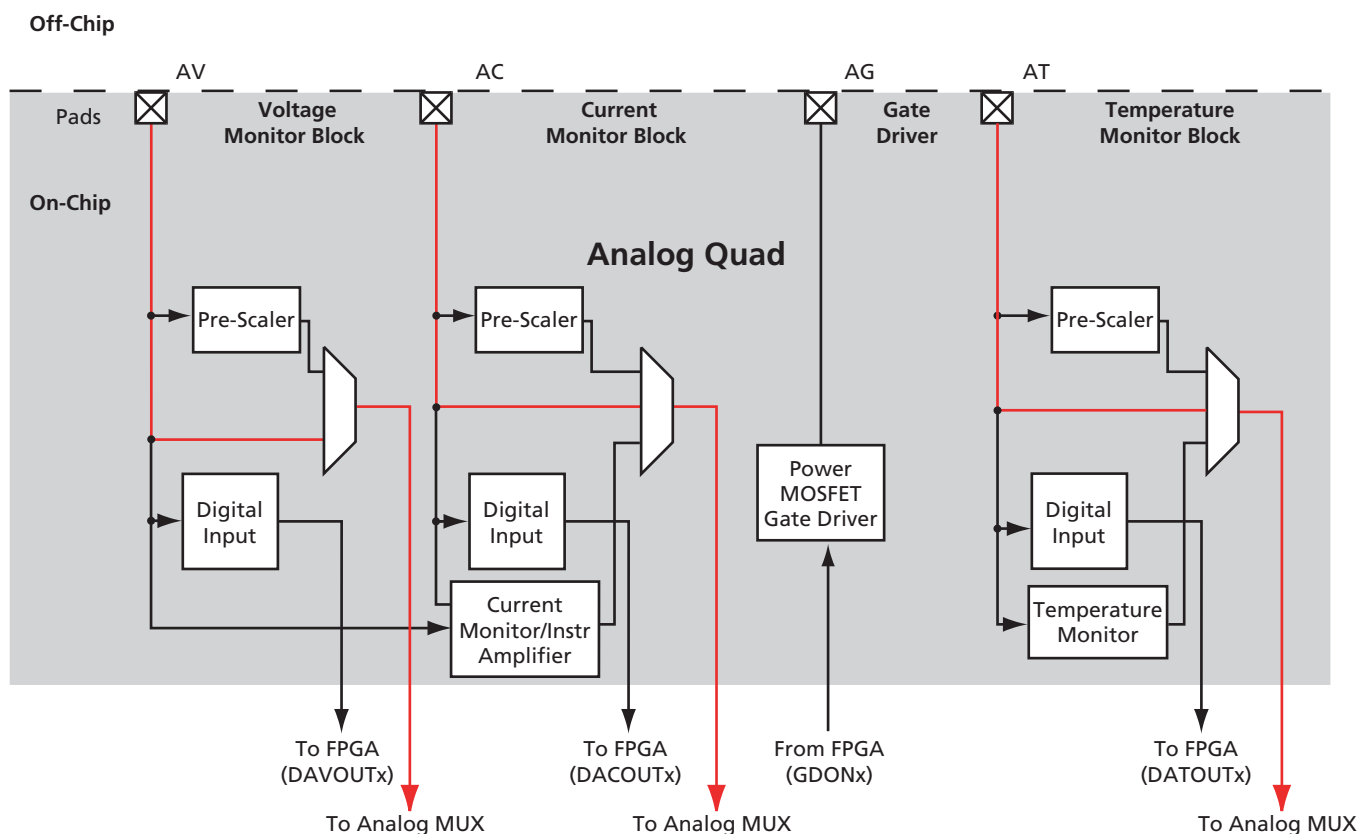 Off-Chip
AV
AC
AG
AT
Pads
Voltage
Monitor Block
Current
Monitor Block
Gate
Driver
Temperature
Monitor Block
On-Chip
Analog Quad
Pre-Scaler
Pre-Scaler
Pre-Scaler
Power
MOSFET
Gate Driver
Digital
Input
Digital
Input
Digital
Input
Current
Monitor/Instr
Amplifier
Temperature
Monitor
To FPGA
(DAVOUTx)
To FPGA
(DACOUTx)
From FPGA
(GDONx)
To FPGA
(DATOUTx)
To Analog MUX
To Analog MUX
To Analog MUX